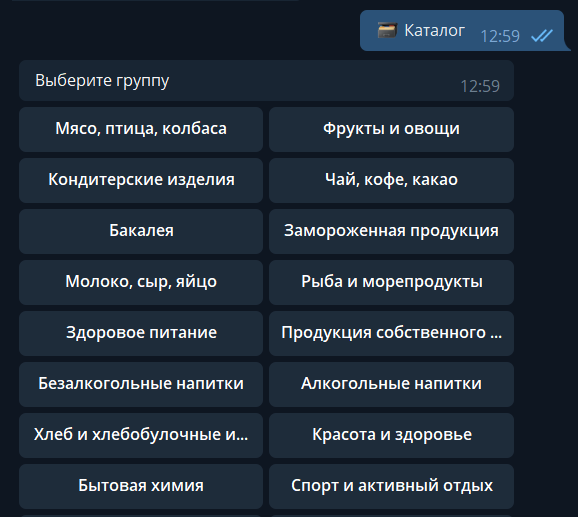 Каталог 12:59
Выберите группу 12:59
Мясо, птица, колбаса
Фрукты и овощи
Кондитерские изделия
Чай, кофе, какао
Бакалея
Замороженная продукция
Молоко, сыр, яйцо
Рыба и морепродукты
Здоровое питание
Продукция собственного ...
Безалкогольные напитки
Алкогольные напитки
Хлеб и хлебобулочные и...
Красота и здоровье
Бытовая химия
Спорт и активный отдых